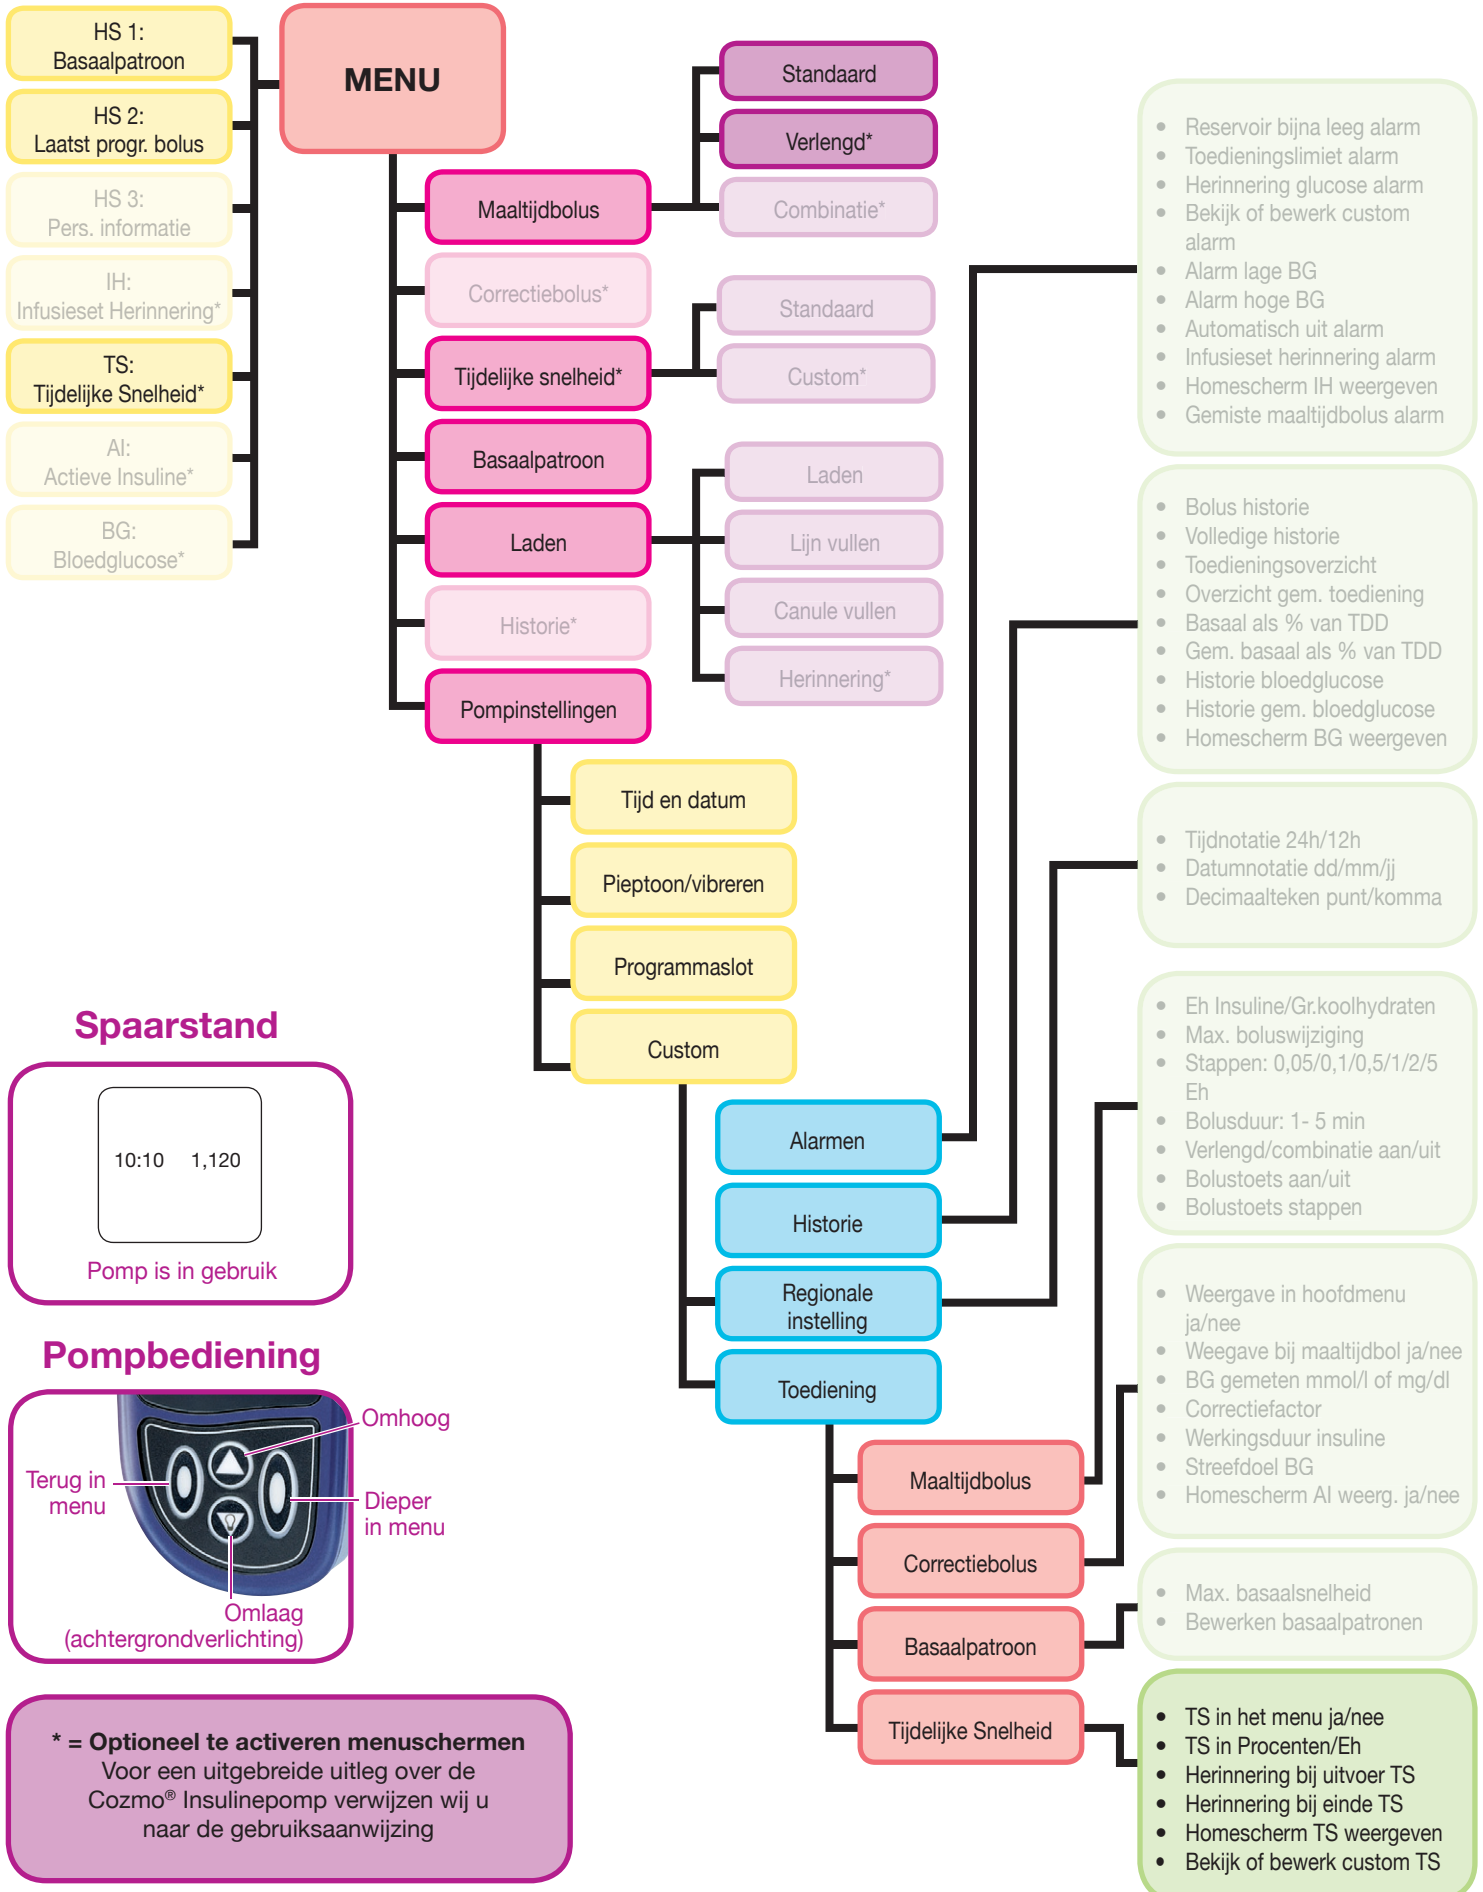 HS 1:
Basaalpatroon
HS 2:
Laatst progr. bolus
HS 3:
Pers. informatie
IH:
Infusieset Herinnering*
TS:
Tijdelijke Snelheid*
AI:
Actieve Insuline*
BG:
Bloedglucose*
MENU
Maaltijdbolus
Correctiebolus*
Tijdelijke snelheid*
Basaalpatroon
Laden
Historie*
Pompinstellingen
Standaard
Verlengd*
Combinatie*
Standaard
Custom*
Laden
Lijn vullen
Canule vullen
Herinnering*
Tijd en datum
Pieptoon/vibreren
Programmaslot
Custom
Alarmen
Historie
Regionale
instelling
Toediening
Maaltijdbolus
Correctiebolus
Basaalpatroon
Tijdelijke Snelheid
• Reservoir bijna leeg alarm
• Toedieningslimiet alarm
• Herinnering glucose alarm
• Bekijk of bewerk custom
alarm
• Alarm lage BG
• Alarm hoge BG
• Automatisch uit alarm
• Infusieset herinnering alarm
• Homescherm IH weergeven
• Gemiste maaltijdbolus alarm
• Bolus historie
• Volledige historie
• Toedieningsoverzicht
• Overzicht gem. toediening
• Basaal als % van TDD
• Gem. basaal als % van TDD
• Historie bloedglucose
• Historie gem. bloedglucose
• Homescherm BG weergeven
• Tijdnotatie 24h/12h
• Datumnotatie dd/mm/jj
• Decimaalteken punt/komma
• Eh Insuline/Gr.koolhydraten
• Max. boluswijziging
• Stappen: 0,05/0,1/0,5/1/2/5
Eh
• Bolusduur: 1- 5 min
• Verlengd/combinatie aan/uit
• Bolustoets aan/uit
• Bolustoets stappen
• Weergave in hoofdmenu
ja/nee
• Weegave bij maaltijdbol ja/nee
• BG gemeten mmol/l of mg/dl
• Correctiefactor
• Werkingsduur insuline
• Streefdoel BG
• Homescherm AI weerg. ja/nee
• Max. basaalsnelheid
• Bewerken basaalpatronen
• TS in het menu ja/nee
• TS in Procenten/Eh
• Herinnering bij uitvoer TS
• Herinnering bij einde TS
• Homescherm TS weergeven
• Bekijk of bewerk custom TS
Spaarstand
10:10 1,120
Pomp is in gebruik
Pompbediening
Omhoog
Terug in
menu
Dieper
in menu
Omlaag
(achtergrondverlichting)
* = Optioneel te activeren menuschermen
Voor een uitgebreide uitleg over de
Cozmo® Insulinepomp verwijzen wij u
naar de gebruiksaanwijzing